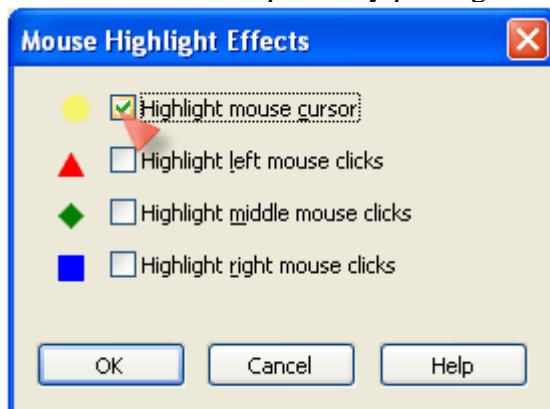 Mouse Highlight Effects
Highlight mouse cursor
Highlight left mouse clicks
Highlight middle mouse clicks
Highlight right mouse clicks
OK Cancel Help